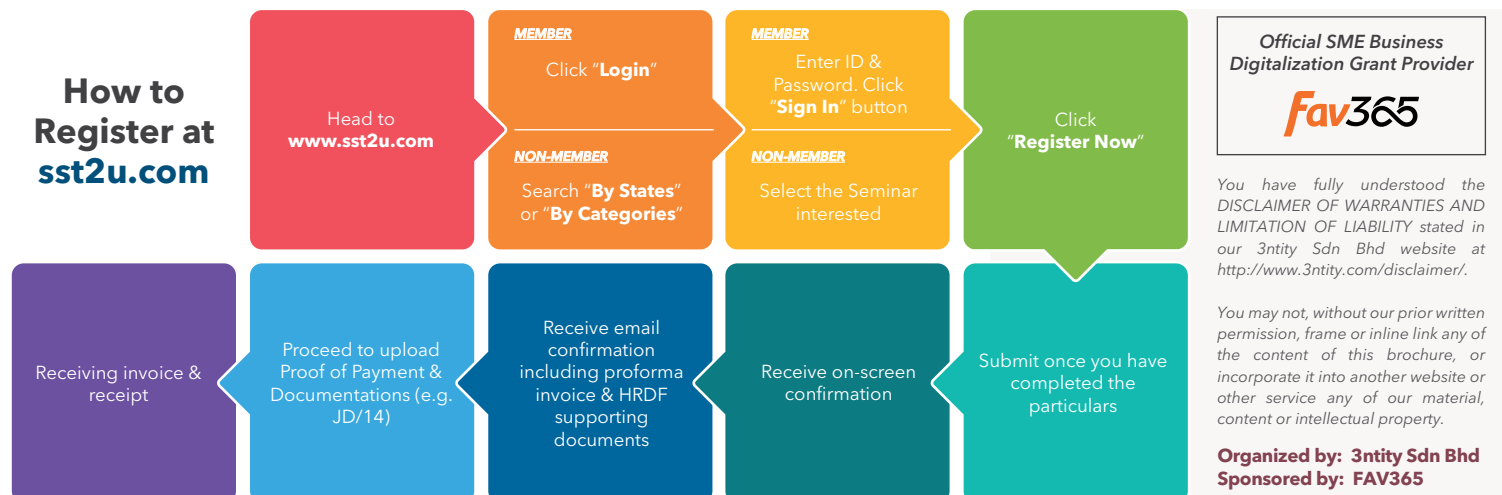 How to
Register at
sst2u.com
Head to
www.sst2u.com
MEMBER
Click “Login”
NON-MEMBER
Search “By States”
or “By Categories”
MEMBER
Enter ID &
Password. Click
“Sign In” button
NON-MEMBER
Select the Seminar
interested
Click
“Register Now”
Submit once you have
completed the
particulars
Receive on-screen
confirmation
Receive email
confirmation
including proforma
invoice & HRDF
supporting
documents
Proceed to upload
Proof of Payment &
Documentations (e.g.
JD/14)
Receiving invoice &
receipt
Official SME Business
Digitalization Grant Provider
Fav365
You have fully understood the
DISCLAIMER OF WARRANTIES AND
LIMITATION OF LIABILITY stated in
our 3ntity Sdn Bhd website at
http://www.3ntity.com/disclaimer/.
You may not, without our prior written
permission, frame or inline link any of
the content of this brochure, or
incorporate it into another website or
other service any of our material,
content or intellectual property.
Organized by: 3ntity Sdn Bhd
Sponsored by: FAV365